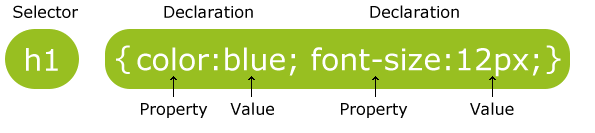 Selector Declaration Declaration
h1 {color:blue; font-size:12px;}
Property Value Property Value